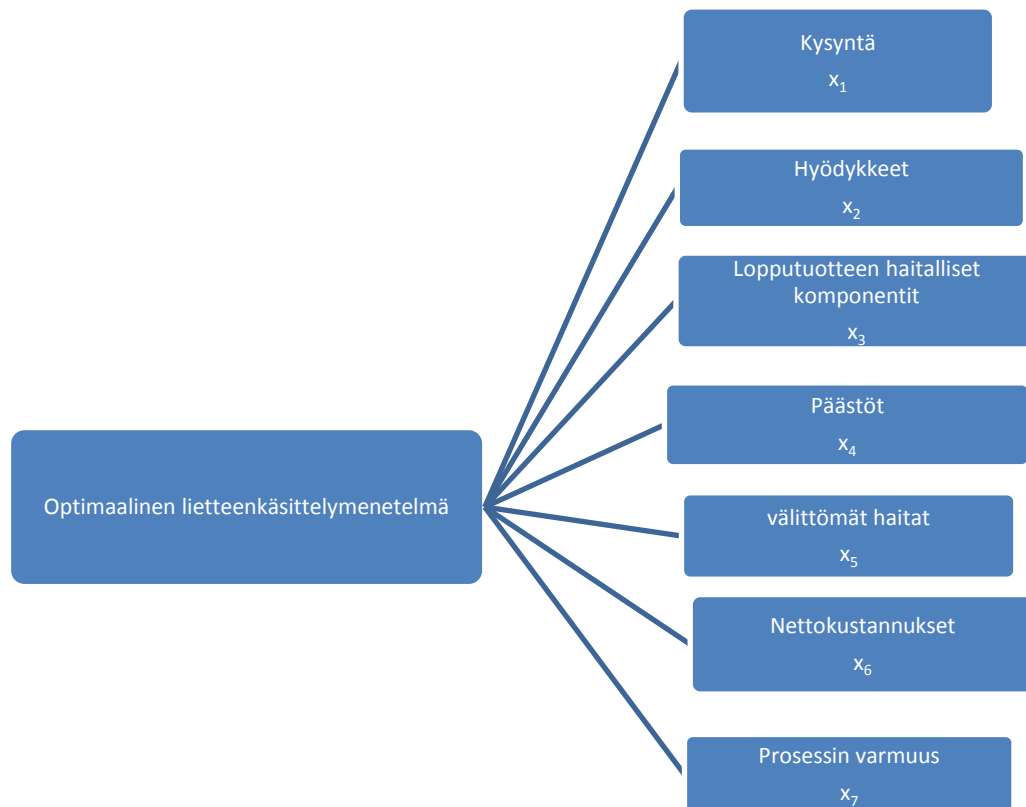 Kysyntä
x₁
Hyödykkeet
x₂
Lopputuotteen haitalliset
komponentit
x₃
Päästöt
x₄
Optimaalinen lietteenkäsittelymenetelmä
välittömät haitat
x₅
Nettokustannukset
x₆
Prosessin varmuus
x₇